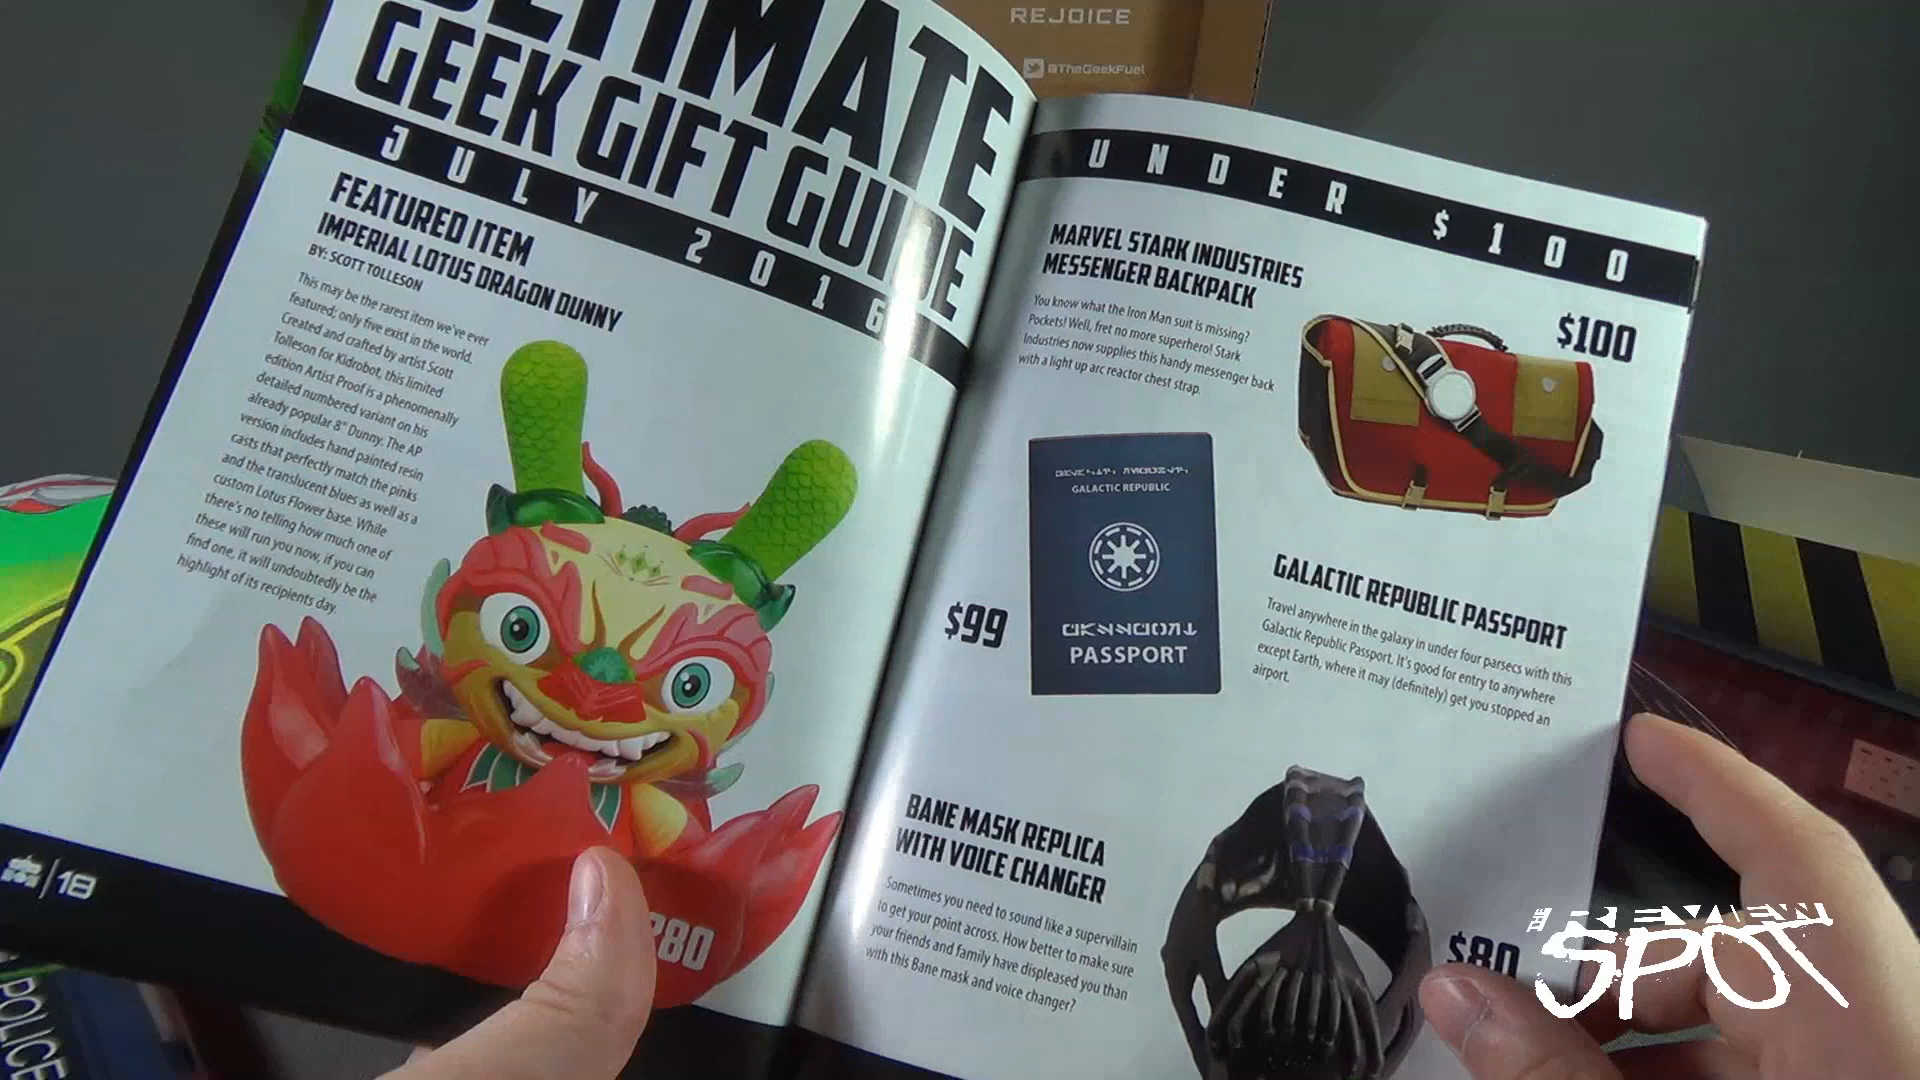 REJOICE
@TheGeekFuel
ULTIMATE
GEEK GIFT GUIDE
JULY 2016
FEATURED ITEM
IMPERIAL LOTUS DRAGON DUNNY
BY: SCOTT TOLLESON
This may be the rarest item we've ever
featured; only five exist in the world.
Created and crafted by artist Scott
Tolleson for Kidrobot, this limited
edition Artist Proof is a phenomenally
detailed numbered variant on his
already popular 8" Dunny. The AP
version includes hand painted resin
casts that perfectly match the pinks
and the translucent blues as well as a
custom Lotus Flower base. While
there's no telling how much one of
these will run you now, if you can
find one, it will undoubtedly be the
highlight of its recipients day.
18
UNDER $100
MARVEL STARK INDUSTRIES
MESSENGER BACKPACK
You know what the Iron Man suit is missing?
Pockets! Well, fret no more superhero! Stark
Industries now supplies this handy messenger back
with a light up arc reactor chest strap.
$100
GALACTIC REPUBLIC
PASSPORT
$99
GALACTIC REPUBLIC PASSPORT
Travel anywhere in the galaxy in under four parsecs with this
Galactic Republic Passport. It's good for entry to anywhere
except Earth, where it may (definitely) get you stopped an
airport.
BANE MASK REPLICA
WITH VOICE CHANGER
Sometimes you need to sound like a supervillain
to get your point across. How better to make sure
your friends and family have displeased you than
with this Bane mask and voice changer?
$80
POLICE
THE REVIEW
SPOT